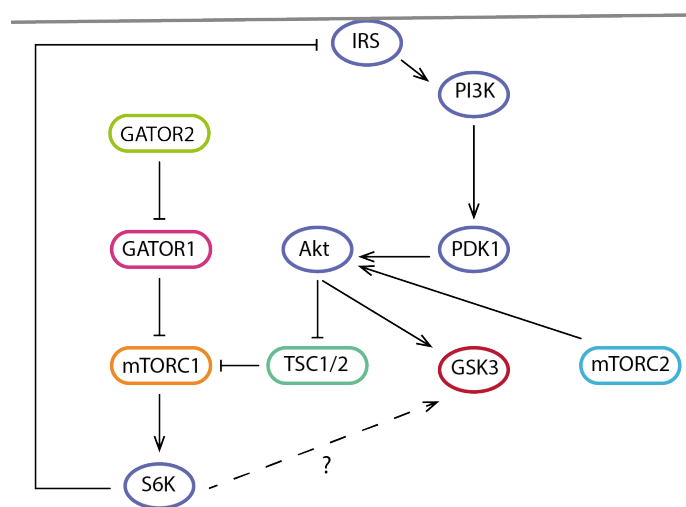 IRS
PI3K
GATOR2
GATOR1
Akt
PDK1
mTORC1
TSC1/2
GSK3
mTORC2
?
S6K